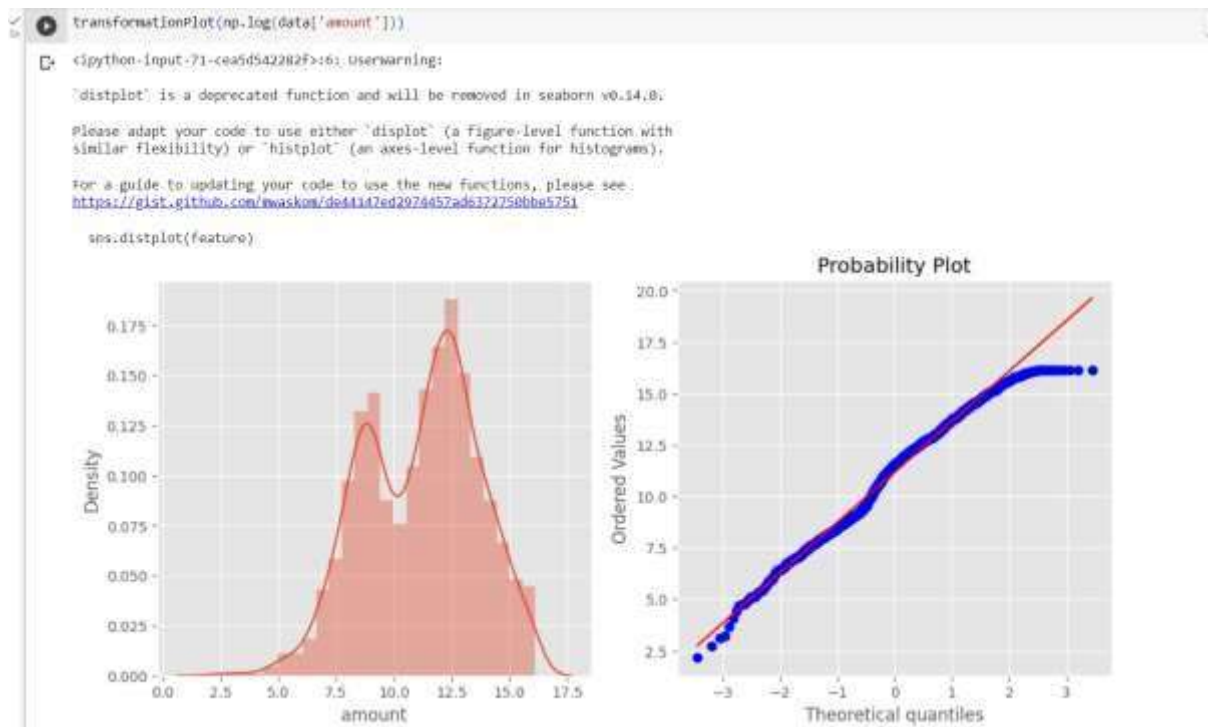 transformationPlot(np.log(data['amount']))
<ipython-input-71-cea5d542282f>:6: UserWarning:
`distplot` is a deprecated function and will be removed in seaborn v0.14.0.
Please adapt your code to use either `displot` (a figure-level function with
similar flexibility) or `histplot` (an axes-level function for histograms).
For a guide to updating your code to use the new functions, please see
https://gist.github.com/mwaskom/de44147ed2974457ad6372750bbe5751
sns.distplot(feature)
Probability Plot
Density
0.175
0.150
0.125
0.100
0.075
0.050
0.025
0.000
0.0 2.5 5.0 7.5 10.0 12.5 15.0 17.5
amount
Ordered Values
20.0
17.5
15.0
12.5
10.0
7.5
5.0
2.5
−3 −2 −1 0 1 2 3
Theoretical quantiles